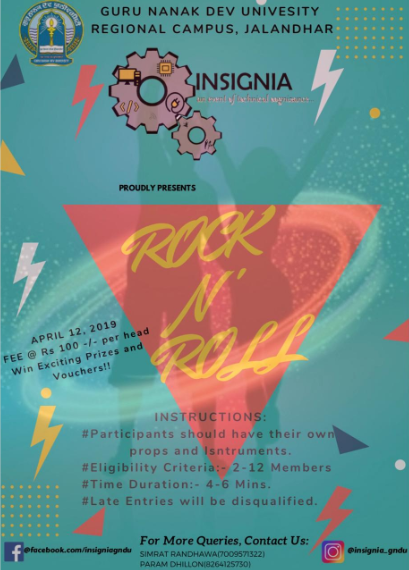 GURU NANAK DEV UNIVESITY
REGIONAL CAMPUS, JALANDHAR
INSIGNIA
PROUDLY PRESENTS
ROCK
N'
ROLL
APRIL 12, 2019
FEE @ Rs 100 -/- per head
Win Exciting Prizes and
Vouchers!!
INSTRUCTIONS:
#Participants should have their own
props and Isntruments.
#Eligibility Criteria:- 2-12 Members
#Time Duration:- 4-6 Mins.
#Late Entries will be disqualified.
For More Queries, Contact Us:
@facebook.com/insigniagndu
SIMRAT RANDHAWA(7009571322)
PARAM DHILLON(8264125730)
@insignia_gndu